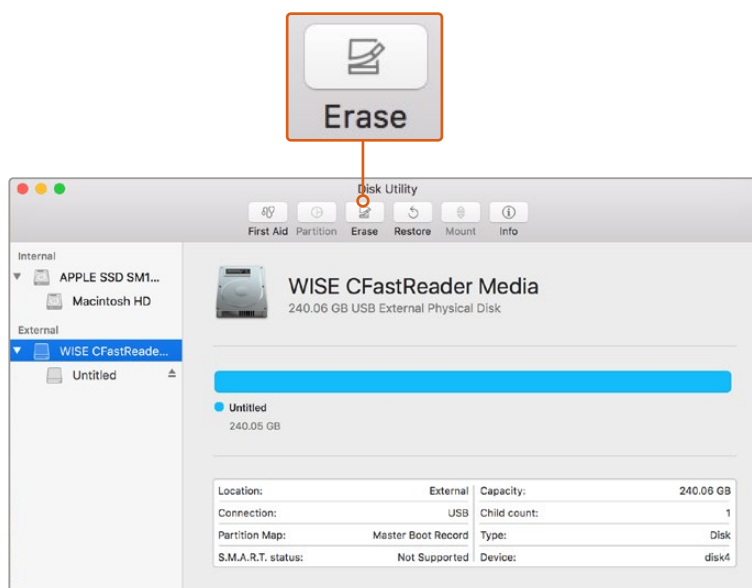 Erase
Disk Utility
First Aid Partition Erase Restore Mount Info
Internal
APPLE SSD SM1...
Macintosh HD
External
WISE CFastReade...
Untitled
WISE CFastReader Media
240.06 GB USB External Physical Disk
Untitled
240.05 GB
Location: External Capacity: 240.06 GB
Connection: USB Child count: 1
Partition Map: Master Boot Record Type: Disk
S.M.A.R.T. status: Not Supported Device: disk4